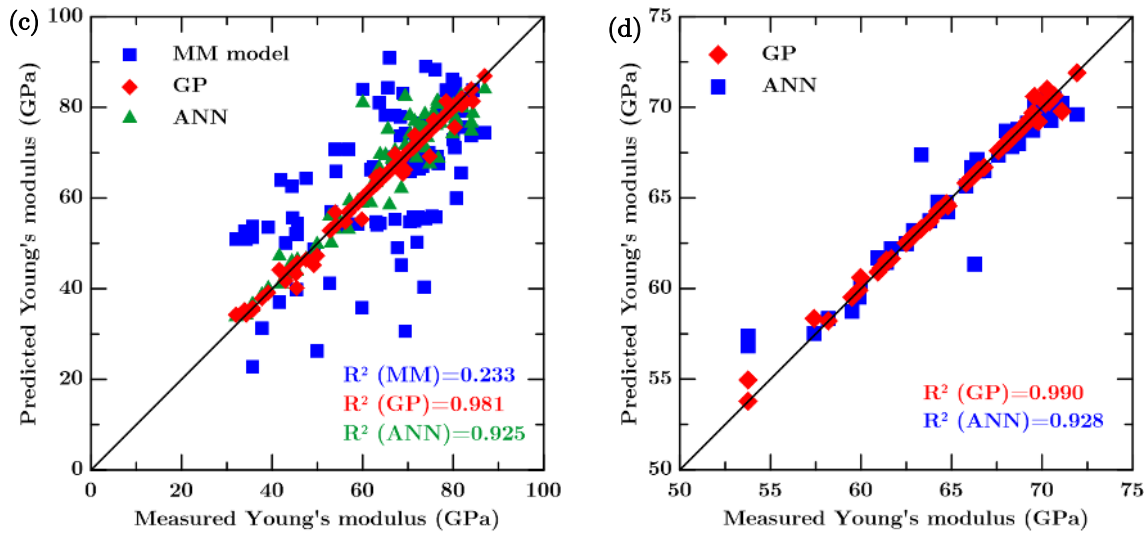 (c)
100
80
60
40
20
0
Predicted Young's modulus (GPa)
MM model
GP
ANN
R² (MM)=0.233
R² (GP)=0.981
R² (ANN)=0.925
0 20 40 60 80 100
Measured Young's modulus (GPa)
(d)
75
70
65
60
55
50
Predicted Young's modulus (GPa)
GP
ANN
R² (GP)=0.990
R² (ANN)=0.928
50 55 60 65 70 75
Measured Young's modulus (GPa)